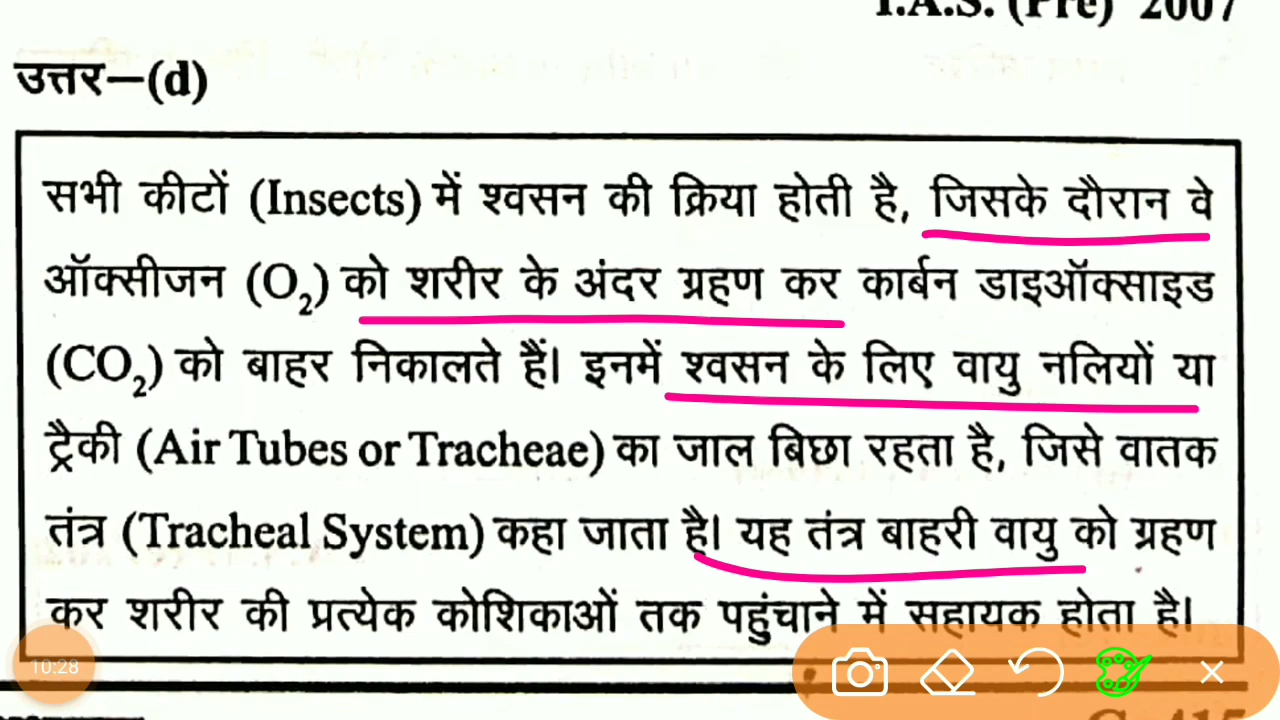 I.A.S. (Pre) 2007
उत्तर–(d)
सभी कीटों (Insects) में श्वसन की क्रिया होती है, जिसके दौरान वे
ऑक्सीजन (O₂) को शरीर के अंदर ग्रहण कर कार्बन डाइऑक्साइड
(CO₂) को बाहर निकालते हैं। इनमें श्वसन के लिए वायु नलियों या
ट्रैकी (Air Tubes or Tracheae) का जाल बिछा रहता है, जिसे वातक
तंत्र (Tracheal System) कहा जाता है। यह तंत्र बाहरी वायु को ग्रहण
कर शरीर की प्रत्येक कोशिकाओं तक पहुंचाने में सहायक होता है।
10:28